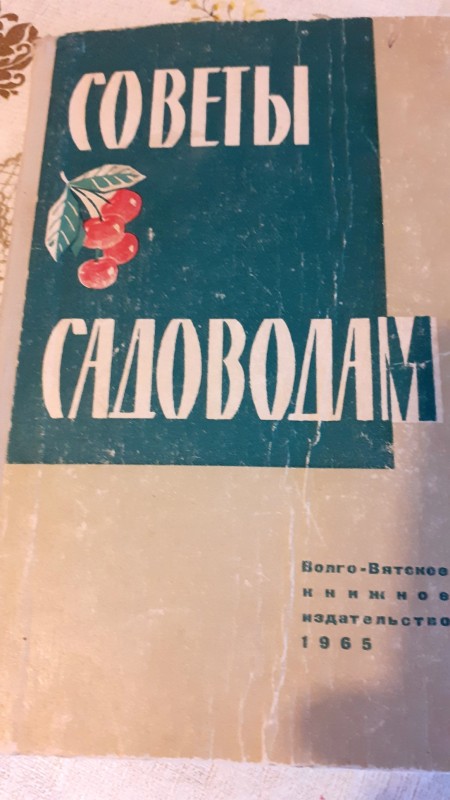 СОВЕТЫ
САДОВОДАМ
Волго-Вятское
книжное
издательство
1965